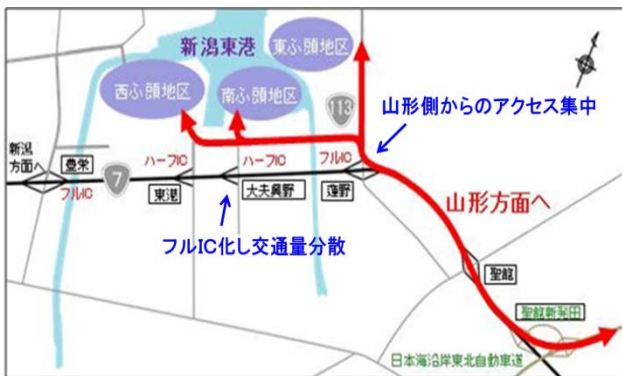 新潟東港
東ふ頭地区
西ふ頭地区
南ふ頭地区
113
山形側からのアクセス集中
新潟
方面へ
豊栄
フルIC
7
ハーフIC
東港
ハーフIC
大夫興野
フルIC
蓮野
山形方面へ
フルIC化し交通量分散
聖籠
聖籠新発田
日本海沿岸東北自動車道